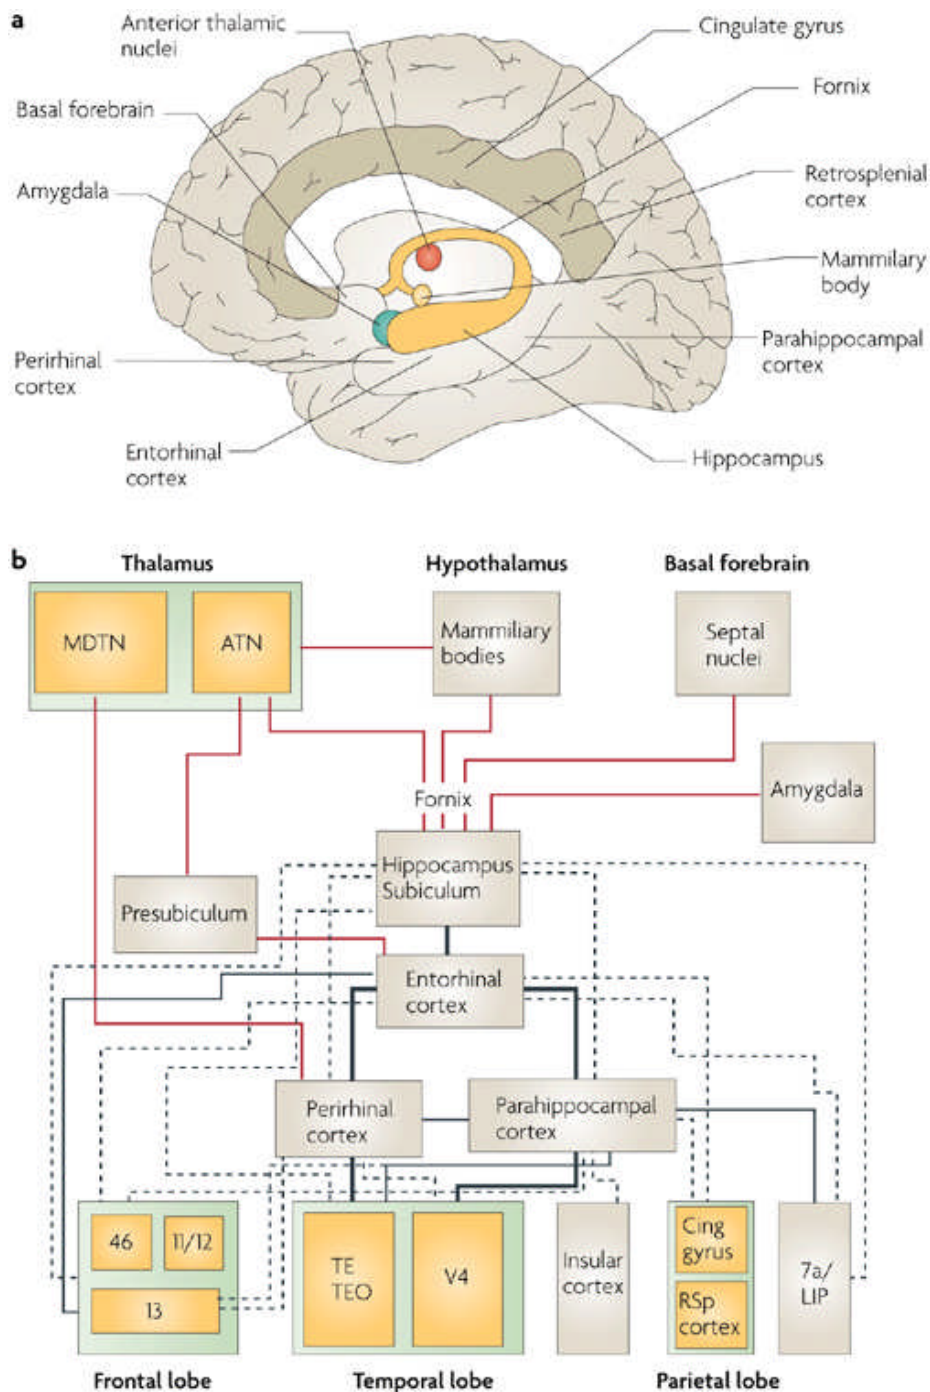 a
Anterior thalamic
nuclei
Cingulate gyrus
Fornix
Basal forebrain
Retrosplenial
cortex
Amygdala
Mammilary
body
Parahippocampal
cortex
Perirhinal
cortex
Entorhinal
cortex
Hippocampus
b
Thalamus
Hypothalamus
Basal forebrain
MDTN
ATN
Mammiliary
bodies
Septal
nuclei
Amygdala
Fornix
Hippocampus
Subiculum
Presubiculum
Entorhinal
cortex
Perirhinal
cortex
Parahippocampal
cortex
46
11/12
13
TE
TEO
V4
Insular
cortex
Cing
gyrus
RSp
cortex
7a/
LIP
Frontal lobe
Temporal lobe
Parietal lobe